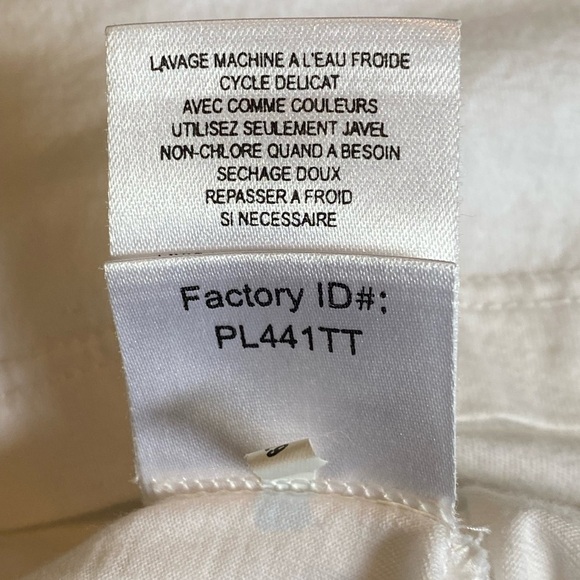 LAVAGE MACHINE A L'EAU FROIDE
CYCLE DELICAT
AVEC COMME COULEURS
UTILISEZ SEULEMENT JAVEL
NON-CHLORE QUAND A BESOIN
SECHAGE DOUX
REPASSER A FROID
SI NECESSAIRE
Factory ID#:
PL441TT